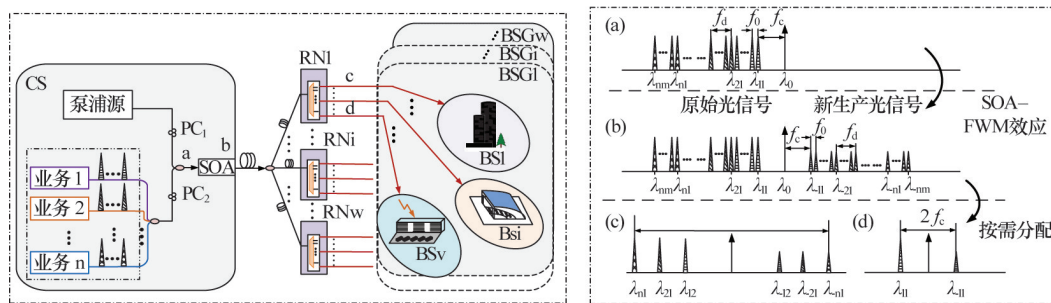 CS
泵浦源
PC1
a
b
SOA
PC2
业务1
业务2
业务n
RN1
RNi
RNw
c
d
BSGw
BSGi
BSG1
BS1
Bsi
BSv
(a)
fd
f0
fc
λnm λn1 λ21 λ11 λ0
原始光信号
新生产光信号
SOA-
FWM效应
(b)
fc
f0
fd
λnm λn1 λ21 λ11 λ0 λ-11 λ-21 λ-n1 λ-nm
(c)
λn1 λ21 λ12 λ-12 λ-21 λ-n1
(d)
2fc
λ11 λ-11
按需分配